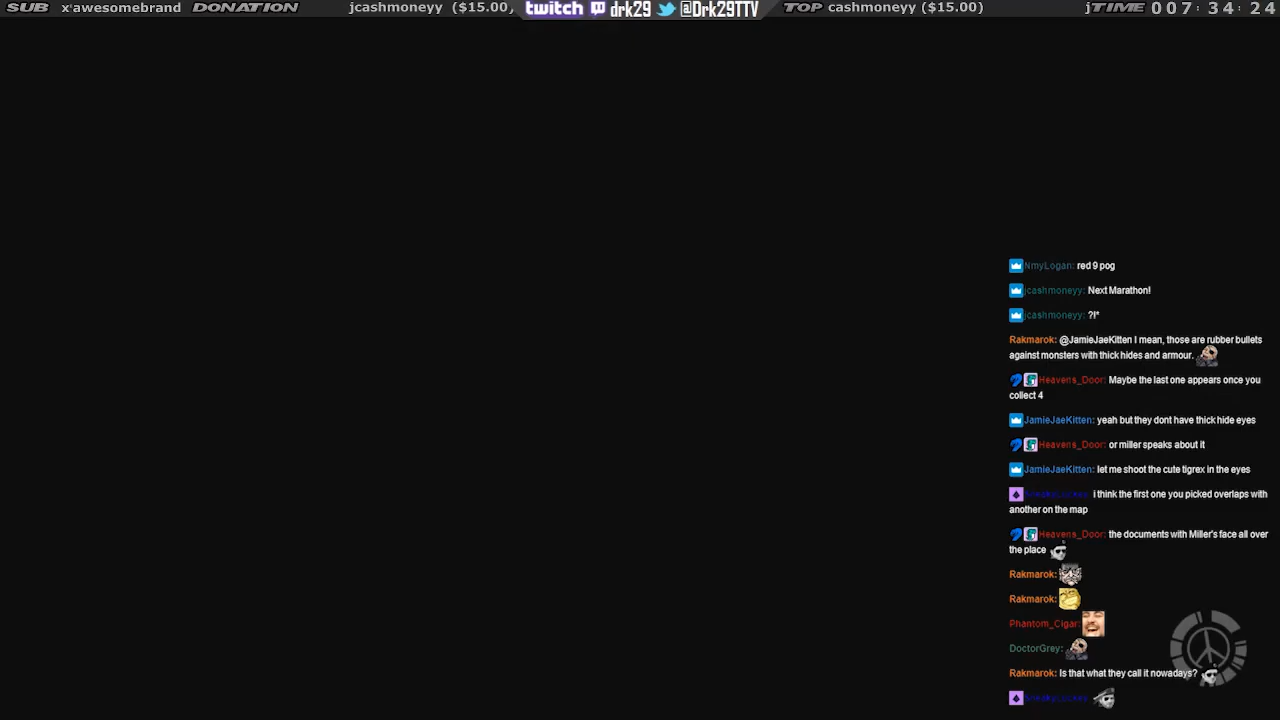 SUB x'awesomebrand DONATION jcashmoneyy ($15.00) twitch drk29 @Drk29TTV TOP cashmoneyy ($15.00) jTIME 007:34:24
NmyLogan: red 9 pog
jcashmoneyy: Next Marathon!
jcashmoneyy: ?!*
Rakmarok: @JamieJaeKitten I mean, those are rubber bullets
against monsters with thick hides and armour.
Heavens_Door: Maybe the last one appears once you
collect 4
JamieJaeKitten: yeah but they dont have thick hide eyes
Heavens_Door: or miller speaks about it
JamieJaeKitten: let me shoot the cute tigrex in the eyes
i think the first one you picked overlaps with
another on the map
Heavens_Door: the documents with Miller's face all over
the place
Rakmarok:
Rakmarok:
Phantom_Cigar:
DoctorGrey:
Rakmarok: Is that what they call it nowadays?